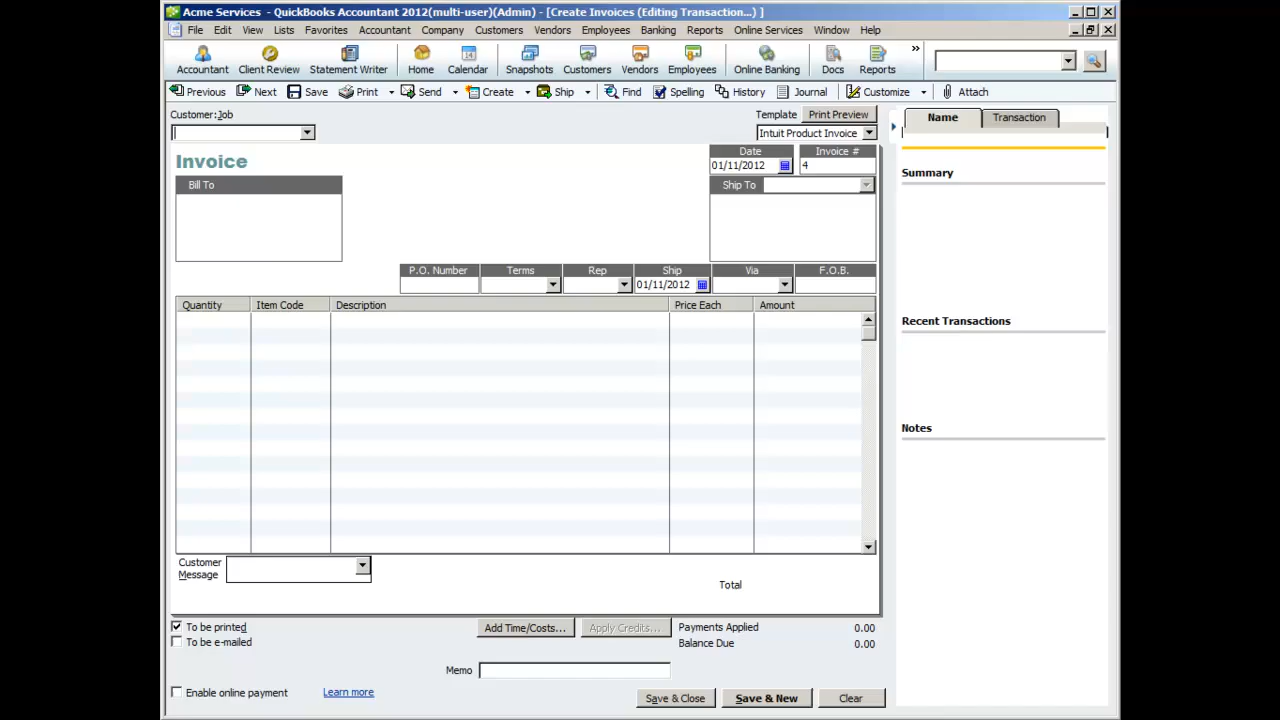 Acme Services - QuickBooks Accountant 2012(multi-user)(Admin) - [Create Invoices (Editing Transaction...) ]
File Edit View Lists Favorites Accountant Company Customers Vendors Employees Banking Reports Online Services Window Help
Accountant Client Review Statement Writer Home Calendar Snapshots Customers Vendors Employees Online Banking Docs Reports »
Previous Next Save Print Send Create Ship Find Spelling History Journal Customize Attach
Customer:Job Template Print Preview Name Transaction
Intuit Product Invoice
Invoice Date Invoice #
01/11/2012 4
Summary
Bill To Ship To
P.O. Number Terms Rep Ship Via F.O.B.
01/11/2012
Quantity Item Code Description Price Each Amount
Recent Transactions
Notes
Customer
Message
Total
To be printed Add Time/Costs... Apply Credits... Payments Applied 0.00
To be e-mailed Balance Due 0.00
Memo
Enable online payment Learn more Save & Close Save & New Clear